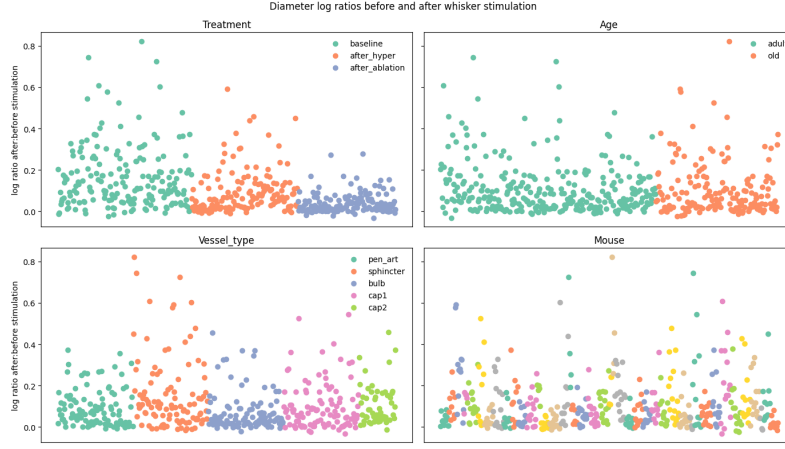 Diameter log ratios before and after whisker stimulation
Treatment
Age
log ratio after:before stimulation
0.8
0.6
0.4
0.2
0.0
baseline
after_hyper
after_ablation
adul
old
Vessel_type
Mouse
log ratio after:before stimulation
0.8
0.6
0.4
0.2
0.0
pen_art
sphincter
bulb
cap1
cap2